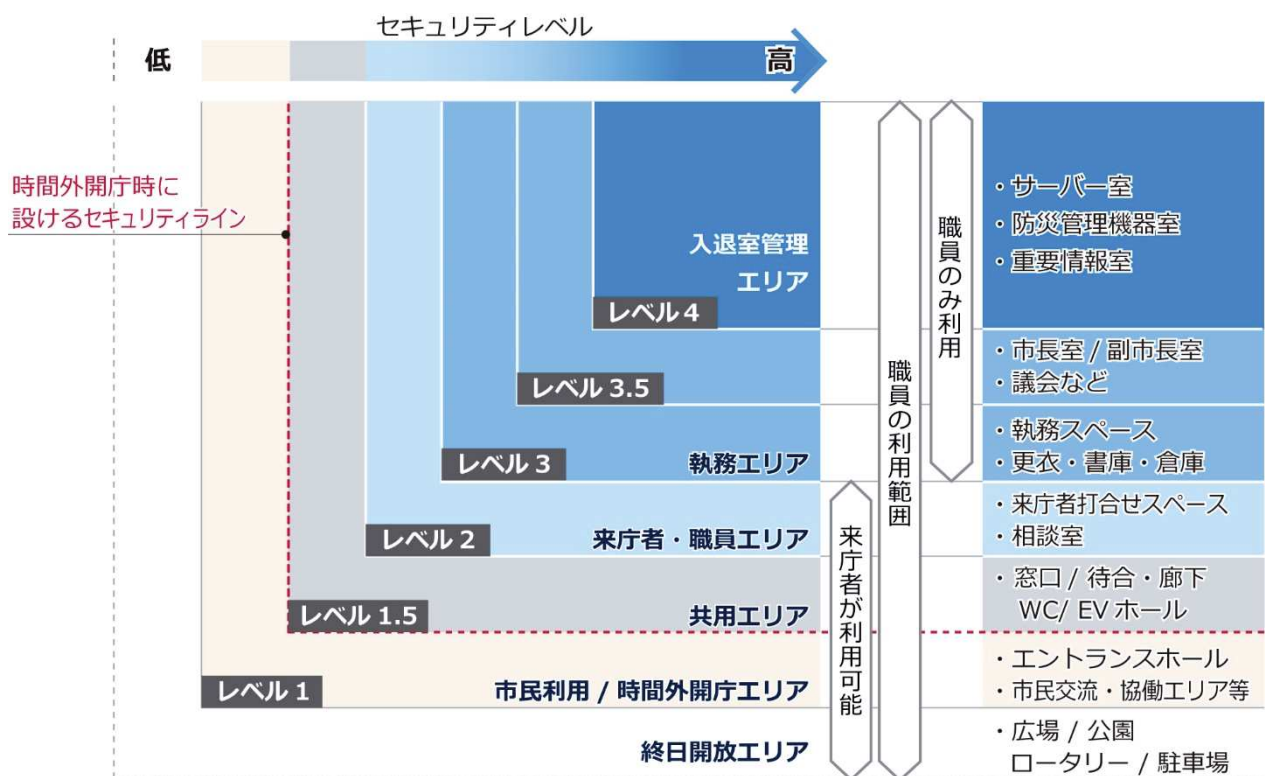 セキュリティレベル
低
高
時間外開庁時に
設けるセキュリティライン
入退室管理
エリア
レベル 4
レベル 3.5
レベル 3
執務エリア
レベル 2
来庁者・職員エリア
レベル 1.5
共用エリア
レベル 1
市民利用 / 時間外開庁エリア
終日開放エリア
来庁者が利用可能
職員の利用範囲
職員のみ利用
・サーバー室
・防災管理機器室
・重要情報室
・市長室 / 副市長室
・議会など
・執務スペース
・更衣・書庫・倉庫
・来庁者打合せスペース
・相談室
・窓口 / 待合・廊下
WC/ EV ホール
・エントランスホール
・市民交流・協働エリア等
・広場 / 公園
ロータリー / 駐車場